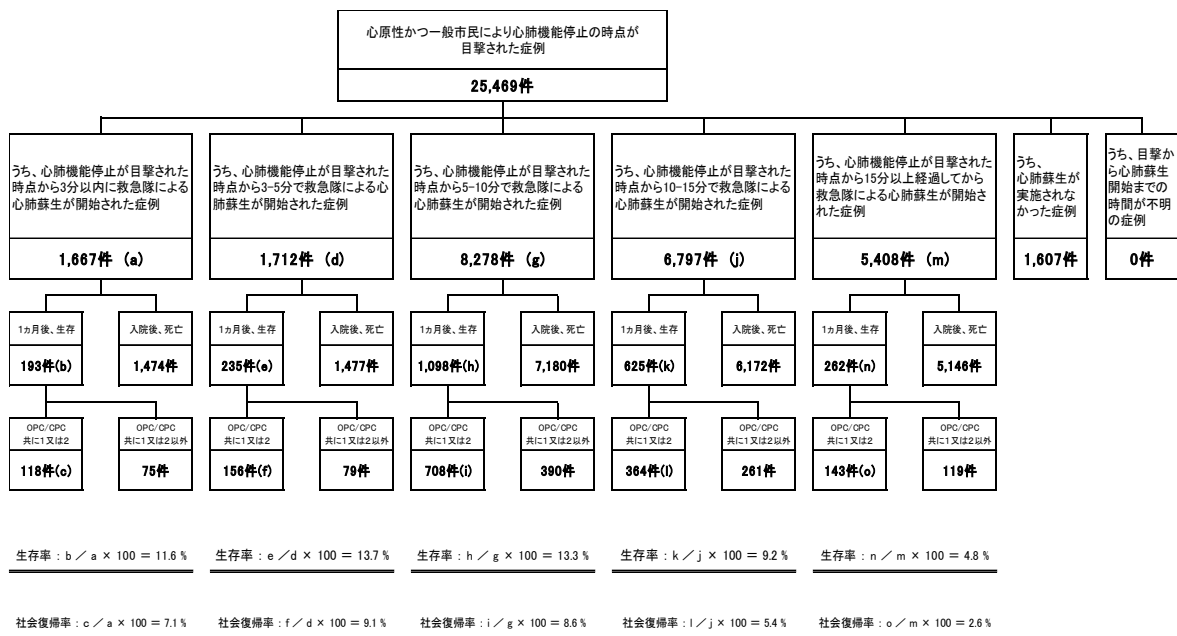 心原性かつ一般市民により心肺機能停止の時点が
目撃された症例
25,469件
うち、心肺機能停止が目撃された
時点から3分以内に救急隊による
心肺蘇生が開始された症例
1,667件 (a)
うち、心肺機能停止が目撃された
時点から3-5分で救急隊による心
肺蘇生が開始された症例
1,712件 (d)
うち、心肺機能停止が目撃された
時点から5-10分で救急隊による
心肺蘇生が開始された症例
8,278件 (g)
うち、心肺機能停止が目撃された
時点から10-15分で救急隊による
心肺蘇生が開始された症例
6,797件 (j)
うち、心肺機能停止が目撃された
時点から15分以上経過してから
救急隊による心肺蘇生が開始さ
れた症例
5,408件 (m)
うち、
心肺蘇生が
実施されな
かった症例
1,607件
うち、目撃か
ら心肺蘇生
開始までの
時間が不明
の症例
0件
1ヵ月後、生存
193件(b)
入院後、死亡
1,474件
1ヵ月後、生存
235件(e)
入院後、死亡
1,477件
1ヵ月後、生存
1,098件(h)
入院後、死亡
7,180件
1ヵ月後、生存
625件(k)
入院後、死亡
6,172件
1ヵ月後、生存
262件(n)
入院後、死亡
5,146件
OPC/CPC
共に1又は2
118件(c)
OPC/CPC
共に1又は2以外
75件
OPC/CPC
共に1又は2
156件(f)
OPC/CPC
共に1又は2以外
79件
OPC/CPC
共に1又は2
708件(i)
OPC/CPC
共に1又は2以外
390件
OPC/CPC
共に1又は2
364件(l)
OPC/CPC
共に1又は2以外
261件
OPC/CPC
共に1又は2
143件(o)
OPC/CPC
共に1又は2以外
119件
生存率：b／a × 100 = 11.6 %
生存率：e／d × 100 = 13.7 %
生存率：h／g × 100 = 13.3 %
生存率：k／j × 100 = 9.2 %
生存率：n／m × 100 = 4.8 %
社会復帰率：c／a × 100 = 7.1 %
社会復帰率：f／d × 100 = 9.1 %
社会復帰率：i／g × 100 = 8.6 %
社会復帰率：l／j × 100 = 5.4 %
社会復帰率：o／m × 100 = 2.6 %